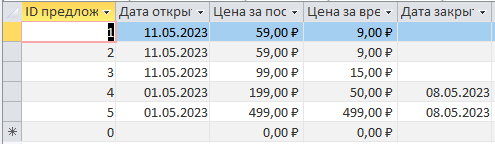 ID предлож Дата откры Цена за пос Цена за вре Дата закры
1 11.05.2023 59,00 ₽ 9,00 ₽
2 11.05.2023 59,00 ₽ 9,00 ₽
3 11.05.2023 99,00 ₽ 15,00 ₽
4 01.05.2023 199,00 ₽ 50,00 ₽ 08.05.2023
5 01.05.2023 499,00 ₽ 499,00 ₽ 08.05.2023
0 0,00 ₽ 0,00 ₽